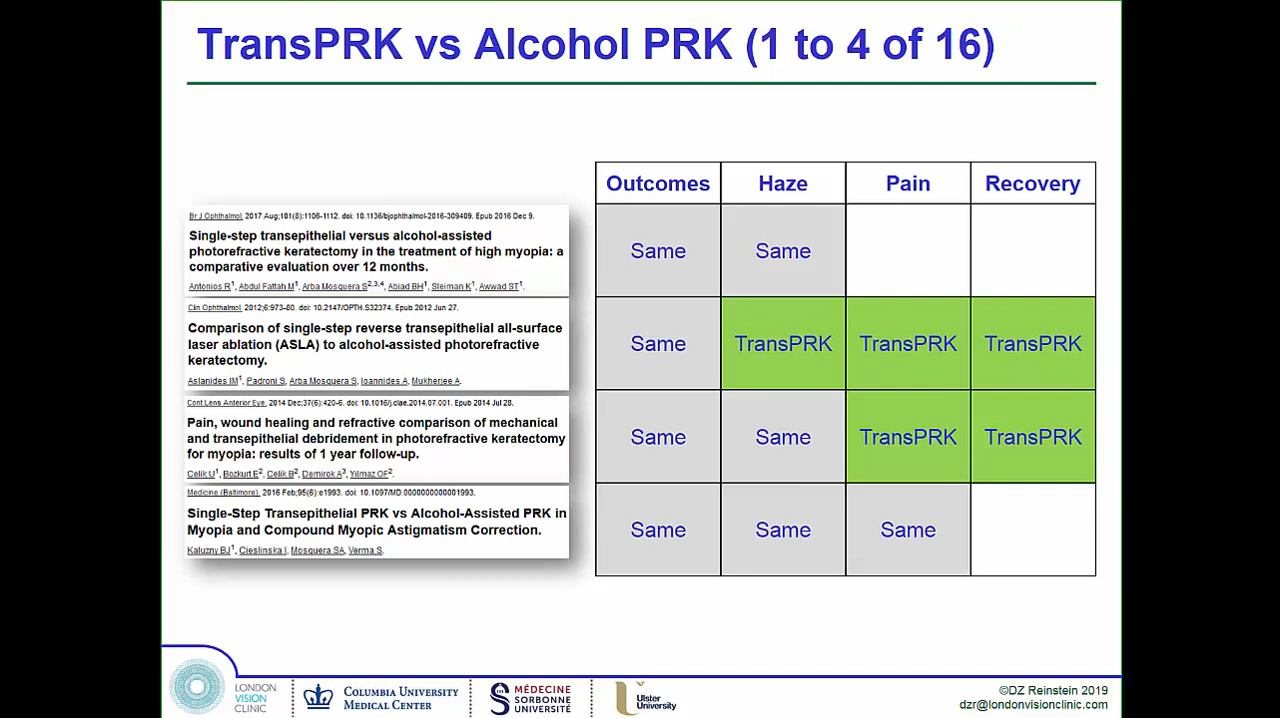 TransPRK vs Alcohol PRK (1 to 4 of 16)
Outcomes Haze Pain Recovery
Br J Ophthalmol. 2017 Aug;101(8):1106-1112. doi: 10.1136/bjophthalmol-2016-309409. Epub 2016 Dec 9.
Single-step transepithelial versus alcohol-assisted
photorefractive keratectomy in the treatment of high myopia: a
comparative evaluation over 12 months.
Antonios R1, Abdul Fattah M1, Arba Mosquera S2,3,4, Abiad BH1, Sleiman K1, Awwad ST1.
Same Same
Clin Ophthalmol. 2012;6:973-80. doi: 10.2147/OPTH.S32374. Epub 2012 Jun 27.
Comparison of single-step reverse transepithelial all-surface
laser ablation (ASLA) to alcohol-assisted photorefractive
keratectomy.
Aslanides IM1, Padroni S, Arba Mosquera S, Ioannides A, Mukherjee A.
Same TransPRK TransPRK TransPRK
Cont Lens Anterior Eye. 2014 Dec;37(6):420-6. doi: 10.1016/j.clae.2014.07.001. Epub 2014 Jul 28.
Pain, wound healing and refractive comparison of mechanical
and transepithelial debridement in photorefractive keratectomy
for myopia: results of 1 year follow-up.
Celik U1, Bozkurt E2, Celik B2, Demirok A3, Yilmaz OF2.
Same Same TransPRK TransPRK
Medicine (Baltimore). 2016 Feb;95(6):e1993. doi: 10.1097/MD.0000000000001993.
Single-Step Transepithelial PRK vs Alcohol-Assisted PRK in
Myopia and Compound Myopic Astigmatism Correction.
Kaluzny BJ1, Cieslinska I, Mosquera SA, Verma S.
Same Same Same
LONDON
VISION
CLINIC
COLUMBIA UNIVERSITY
MEDICAL CENTER
MÉDECINE
SORBONNE
UNIVERSITÉ
Ulster
University
©DZ Reinstein 2019
dzr@londonvisionclinic.com